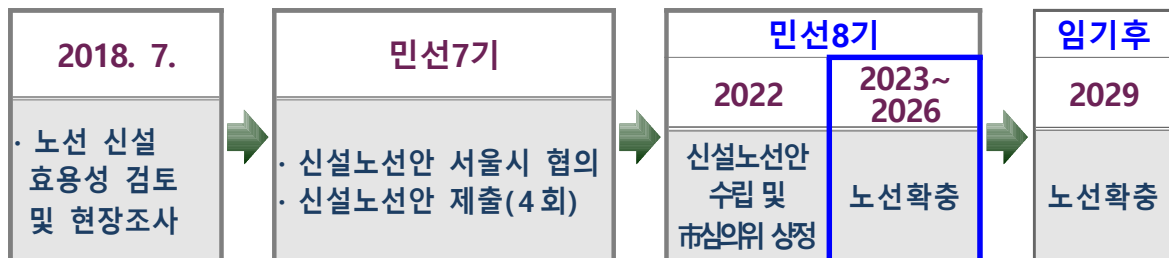 2018. 7.
· 노선 신설
효용성 검토
및 현장조사
민선7기
· 신설노선안 서울시 협의
· 신설노선안 제출(4회)
민선8기
2022
신설노선안
수립 및
市심의위 상정
2023~
2026
노선확충
임기후
2029
노선확충